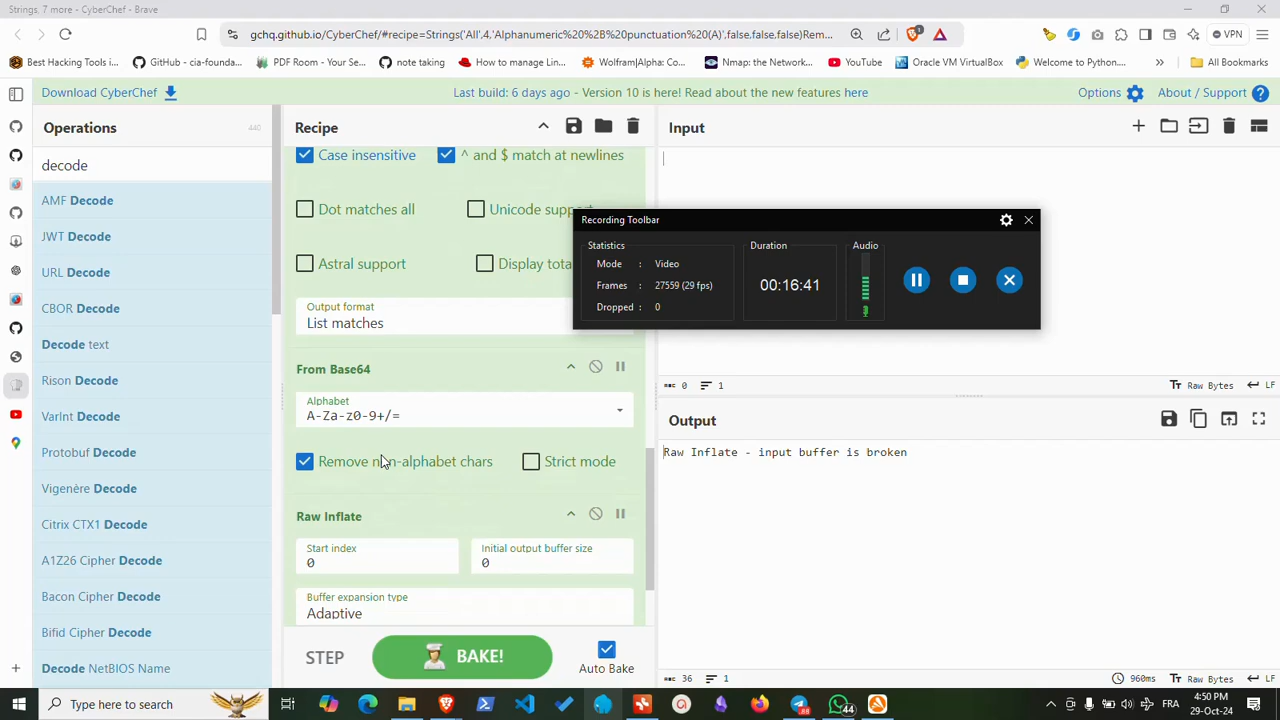 Strings, 7 more - CyberChef - Brave
gchq.github.io/CyberChef/#recipe=Strings('All',4,'Alphanumeric%20%2B%20punctuation%20(A)',false,false,false)Rem...
VPN
Best Hacking Tools i...
GitHub - cia-founda...
PDF Room - Your Se...
note taking
How to manage Lin...
Wolfram|Alpha: Co...
Nmap: the Network...
YouTube
Oracle VM VirtualBox
Welcome to Python....
»
All Bookmarks
Download CyberChef
Last build: 6 days ago - Version 10 is here! Read about the new features here
Options
About / Support
Operations
440
Recipe
Input
decode
AMF Decode
JWT Decode
URL Decode
CBOR Decode
Decode text
Rison Decode
VarInt Decode
Protobuf Decode
Vigenère Decode
Citrix CTX1 Decode
A1Z26 Cipher Decode
Bacon Cipher Decode
Bifid Cipher Decode
Decode NetBIOS Name
Case insensitive
^ and $ match at newlines
Dot matches all
Unicode supp
Astral support
Display tota
Output format
List matches
From Base64
Alphabet
A-Za-z0-9+/=
Remove non-alphabet chars
Strict mode
Raw Inflate
Start index
0
Initial output buffer size
0
Buffer expansion type
Adaptive
STEP
BAKE!
Auto Bake
Recording Toolbar
Statistics
Mode : Video
Frames : 27559 (29 fps)
Dropped : 0
Duration
00:16:41
Audio
0
1
Raw Bytes
LF
Output
Raw Inflate - input buffer is broken
36
1
960ms
Raw Bytes
LF
Type here to search
88
44
FRA
4:50 PM
29-Oct-24